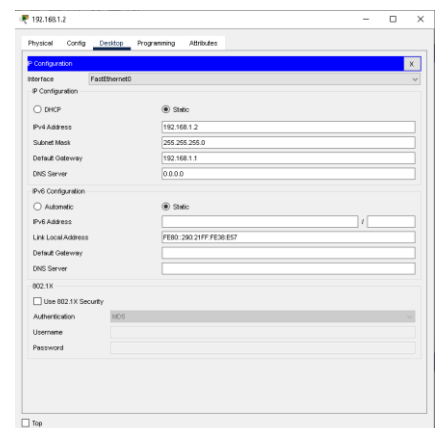 192.168.1.2
Physical Config Desktop Programming Attributes
IP Configuration X
Interface FastEthernet0
IP Configuration
DHCP Static
IPv4 Address 192.168.1.2
Subnet Mask 255.255.255.0
Default Gateway 192.168.1.1
DNS Server 0.0.0.0
IPv6 Configuration
Automatic Static
IPv6 Address /
Link Local Address FE80::290:21FF:FE38:E57
Default Gateway
DNS Server
802.1X
Use 802.1X Security
Authentication MD5
Username
Password
Top